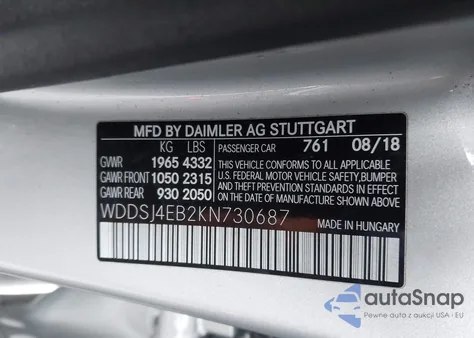 MFD BY DAIMLER AG STUTTGART
KG LBS PASSENGER CAR 761 08/18
GVWR 1965 4332
GAWR FRONT 1050 2315
GAWR REAR 930 2050
THIS VEHICLE CONFORMS TO ALL APPLICABLE
U.S. FEDERAL MOTOR VEHICLE SAFETY,BUMPER
AND THEFT PREVENTION STANDARDS IN EFFECT
ON THE DATE OF MANUFACTURE SHOWN ABOVE.
WDDSJ4EB2KN730687
MADE IN HUNGARY
autoSnap
Pewne auta z aukcji USA - EU